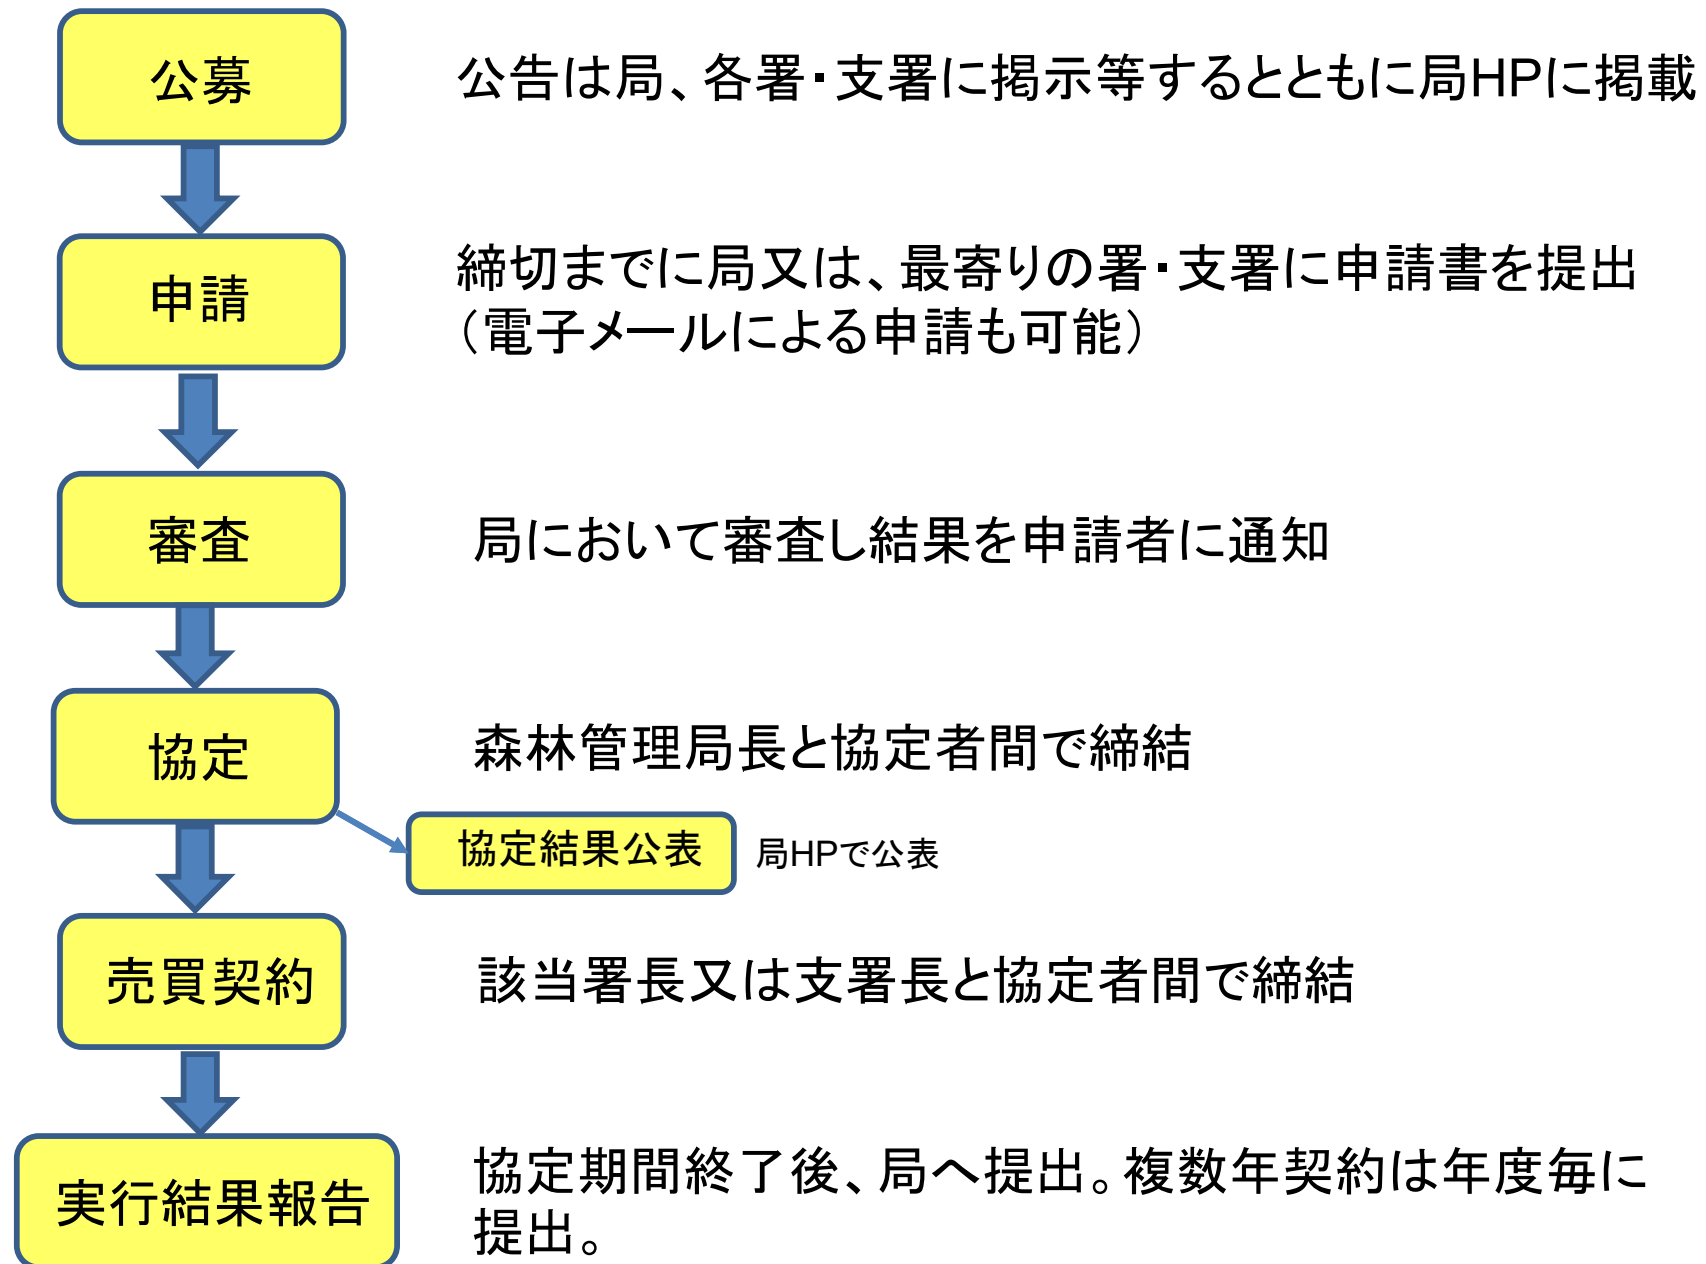 公募
公告は局、各署・支署に掲示等するとともに局HPに掲載
申請
締切までに局又は、最寄りの署・支署に申請書を提出
（電子メールによる申請も可能）
審査
局において審査し結果を申請者に通知
協定
森林管理局長と協定者間で締結
協定結果公表
局HPで公表
売買契約
該当署長又は支署長と協定者間で締結
実行結果報告
協定期間終了後、局へ提出。複数年契約は年度毎に
提出。